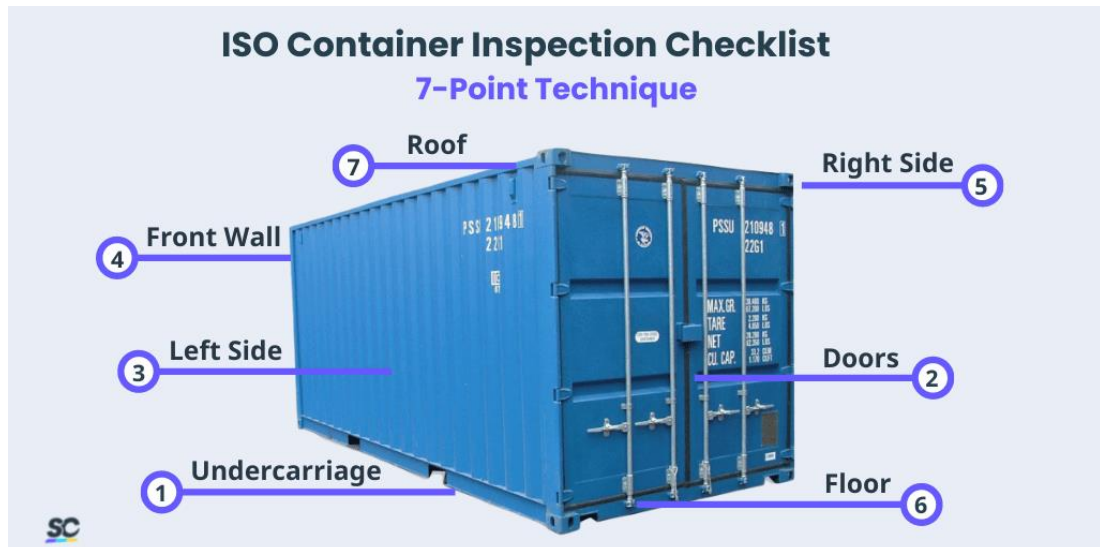 ISO Container Inspection Checklist
7-Point Technique
Roof
7
Right Side
5
Front Wall
4
Left Side
3
Doors
2
Undercarriage
1
Floor
6
PSSU 210948 1
22G1
MAX.GR.
TARE
NET
CU. CAP.
SC